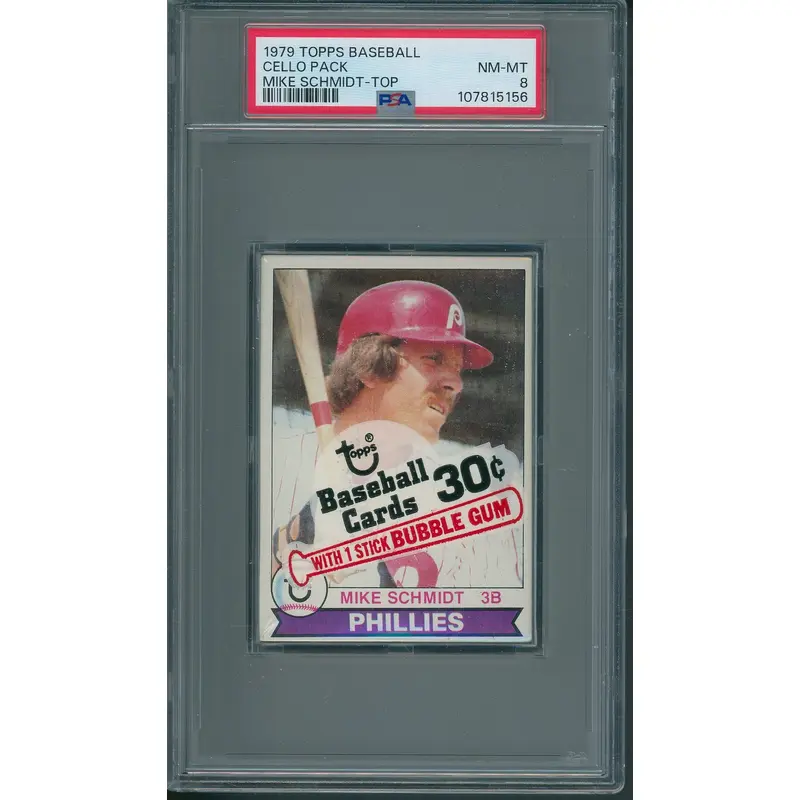 1979 TOPPS BASEBALL
CELLO PACK NM-MT
MIKE SCHMIDT-TOP 8
PSA 107815156
P
topps®
Baseball 30¢
Cards
WITH 1 STICK BUBBLE GUM
MIKE SCHMIDT 3B
PHILLIES